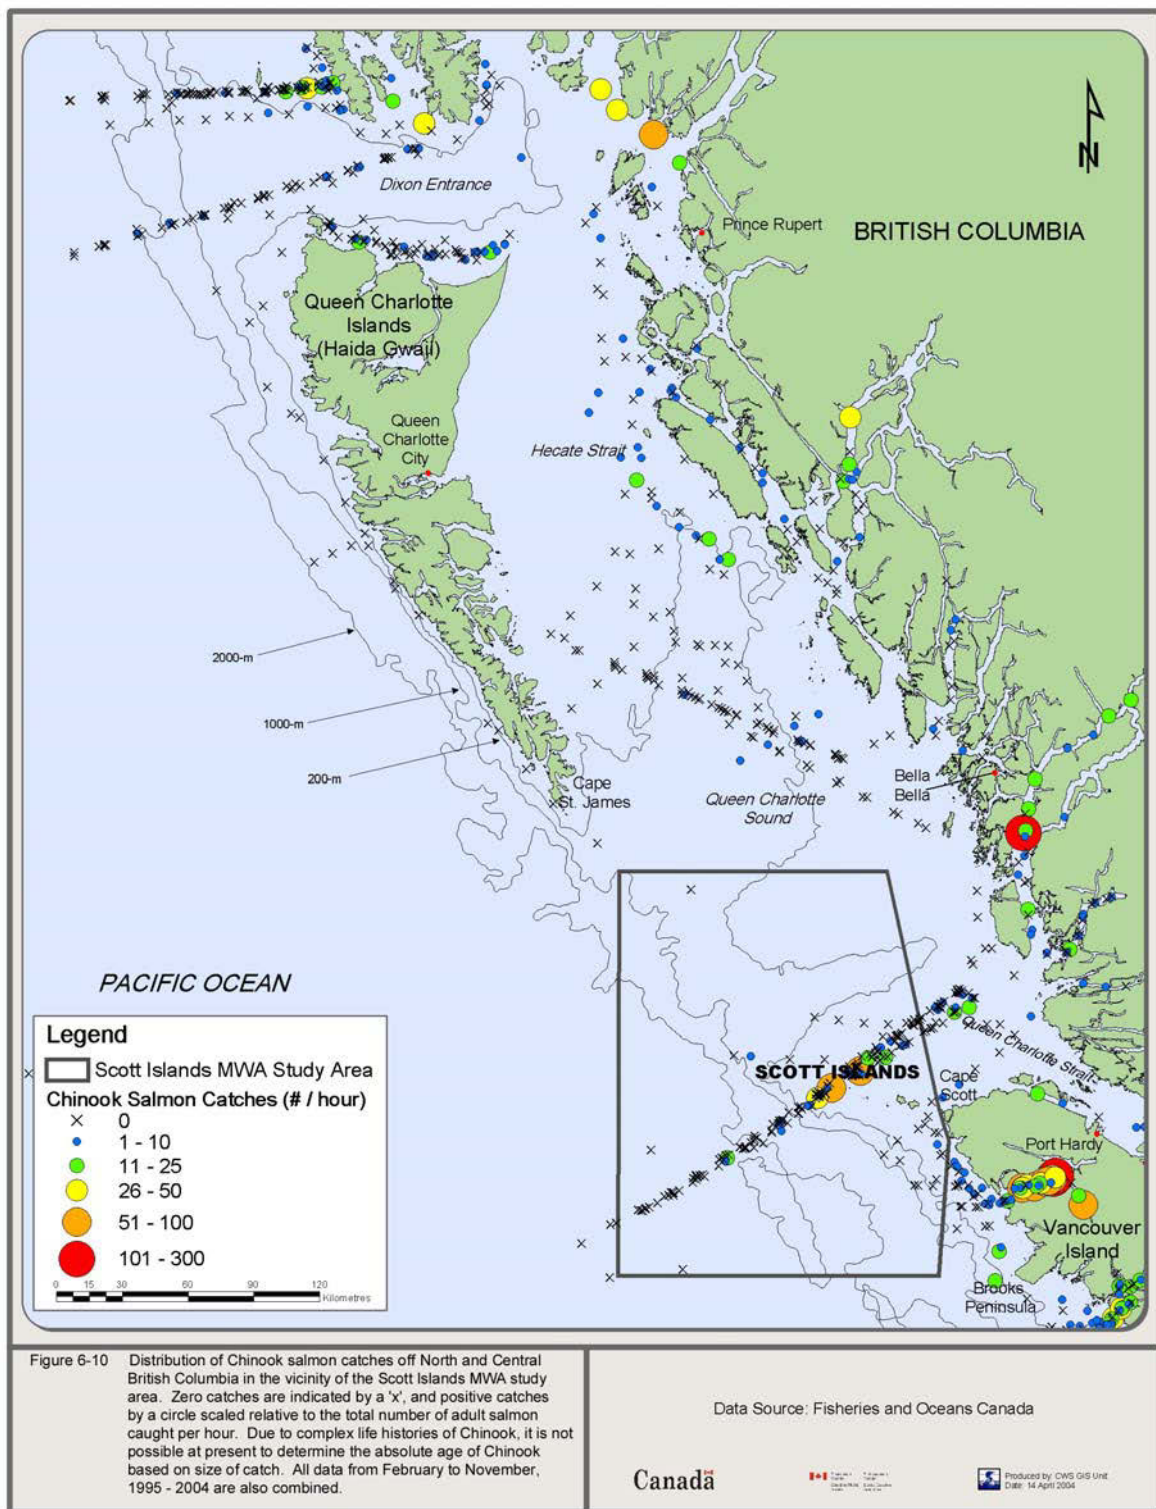 Dixon Entrance
Prince Rupert
BRITISH COLUMBIA
N
Queen Charlotte
Islands
(Haida Gwaii)
Queen
Charlotte
City
Hecate Strait
2000-m
1000-m
200-m
Cape
St. James
Queen Charlotte
Sound
Bella
Bella
PACIFIC OCEAN
Queen Charlotte Strait
SCOTT ISLANDS
Cape
Scott
Port Hardy
Vancouver
Island
Brooks
Peninsula
Legend
Scott Islands MWA Study Area
Chinook Salmon Catches (# / hour)
0
1 - 10
11 - 25
26 - 50
51 - 100
101 - 300
0 15 30 60 90 120
Kilometres
Figure 6-10 Distribution of Chinook salmon catches off North and Central
British Columbia in the vicinity of the Scott Islands MWA study
area. Zero catches are indicated by a 'x', and positive catches
by a circle scaled relative to the total number of adult salmon
caught per hour. Due to complex life histories of Chinook, it is not
possible at present to determine the absolute age of Chinook
based on size of catch. All data from February to November,
1995 - 2004 are also combined.
Data Source: Fisheries and Oceans Canada
Canada
Produced by: CWS GIS Unit
Date: 14 April 2004